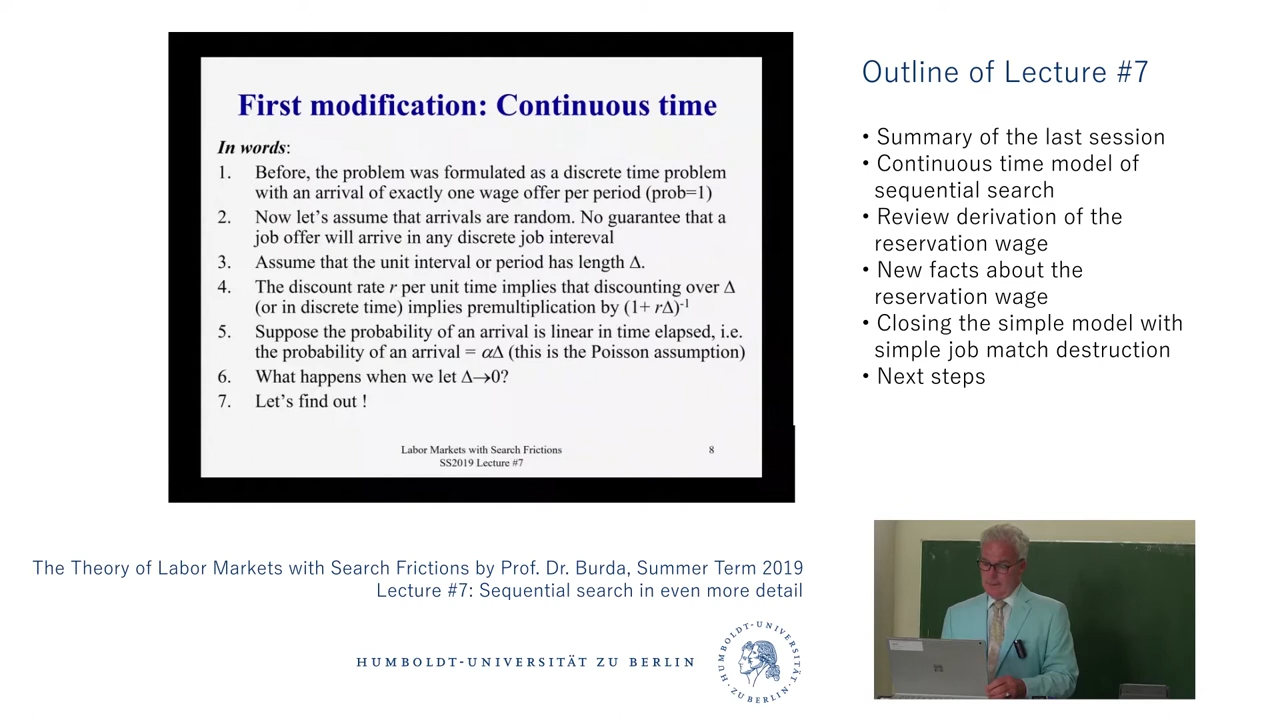 First modification: Continuous time
In words:
1. Before, the problem was formulated as a discrete time problem
with an arrival of exactly one wage offer per period (prob=1)
2. Now let's assume that arrivals are random. No guarantee that a
job offer will arrive in any discrete job intereval
3. Assume that the unit interval or period has length Δ.
4. The discount rate r per unit time implies that discounting over Δ
(or in discrete time) implies premultiplication by (1+ rΔ)⁻¹
5. Suppose the probability of an arrival is linear in time elapsed, i.e.
the probability of an arrival = αΔ (this is the Poisson assumption)
6. What happens when we let Δ→0?
7. Let's find out !
Labor Markets with Search Frictions
SS2019 Lecture #7
8
Outline of Lecture #7
• Summary of the last session
• Continuous time model of
sequential search
• Review derivation of the
reservation wage
• New facts about the
reservation wage
• Closing the simple model with
simple job match destruction
• Next steps
The Theory of Labor Markets with Search Frictions by Prof. Dr. Burda, Summer Term 2019
Lecture #7: Sequential search in even more detail
HUMBOLDT-UNIVERSITÄT ZU BERLIN
HUMBOLDT-UNIVERSITÄT · ZU BERLIN ·